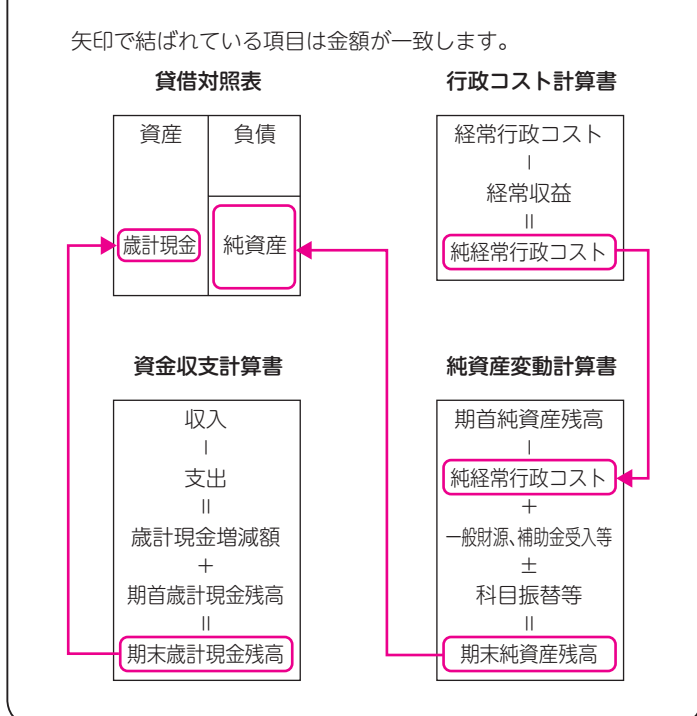 矢印で結ばれている項目は金額が一致します。
貸借対照表
資産
負債
歳計現金
純資産
行政コスト計算書
経常行政コスト
－
経常収益
＝
純経常行政コスト
資金収支計算書
収入
－
支出
＝
歳計現金増減額
＋
期首歳計現金残高
＝
期末歳計現金残高
純資産変動計算書
期首純資産残高
－
純経常行政コスト
＋
一般財源、補助金受入等
±
科目振替等
＝
期末純資産残高